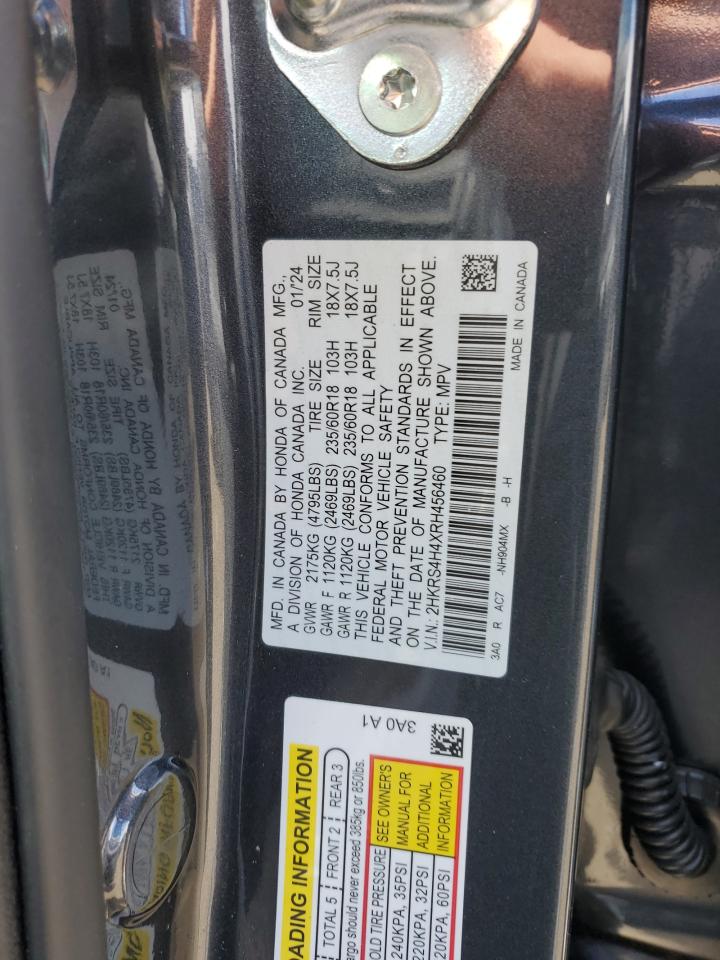 MFD. IN CANADA BY HONDA OF CANADA MFG.,
A DIVISION OF HONDA CANADA INC. 01/24
GVWR 2175KG (4795LBS) TIRE SIZE RIM SIZE
GAWR F 1120KG (2469LBS) 235/60R18 103H 18X7.5J
GAWR R 1120KG (2469LBS) 235/60R18 103H 18X7.5J
THIS VEHICLE CONFORMS TO ALL APPLICABLE
FEDERAL MOTOR VEHICLE SAFETY
AND THEFT PREVENTION STANDARDS IN EFFECT
ON THE DATE OF MANUFACTURE SHOWN ABOVE.
V.I.N.: 2HKRS4H4XRH456460 TYPE: MPV
3A0 R AC7 -NH904MX -B -H
MADE IN CANADA
ADING INFORMATION
TOTAL 5 FRONT 2 REAR 3
argo should never exceed 385kg or 850lbs.
OLD TIRE PRESSURE SEE OWNER'S
240KPA, 35PSI MANUAL FOR
220KPA, 32PSI ADDITIONAL
20KPA, 60PSI INFORMATION
3A0 A1